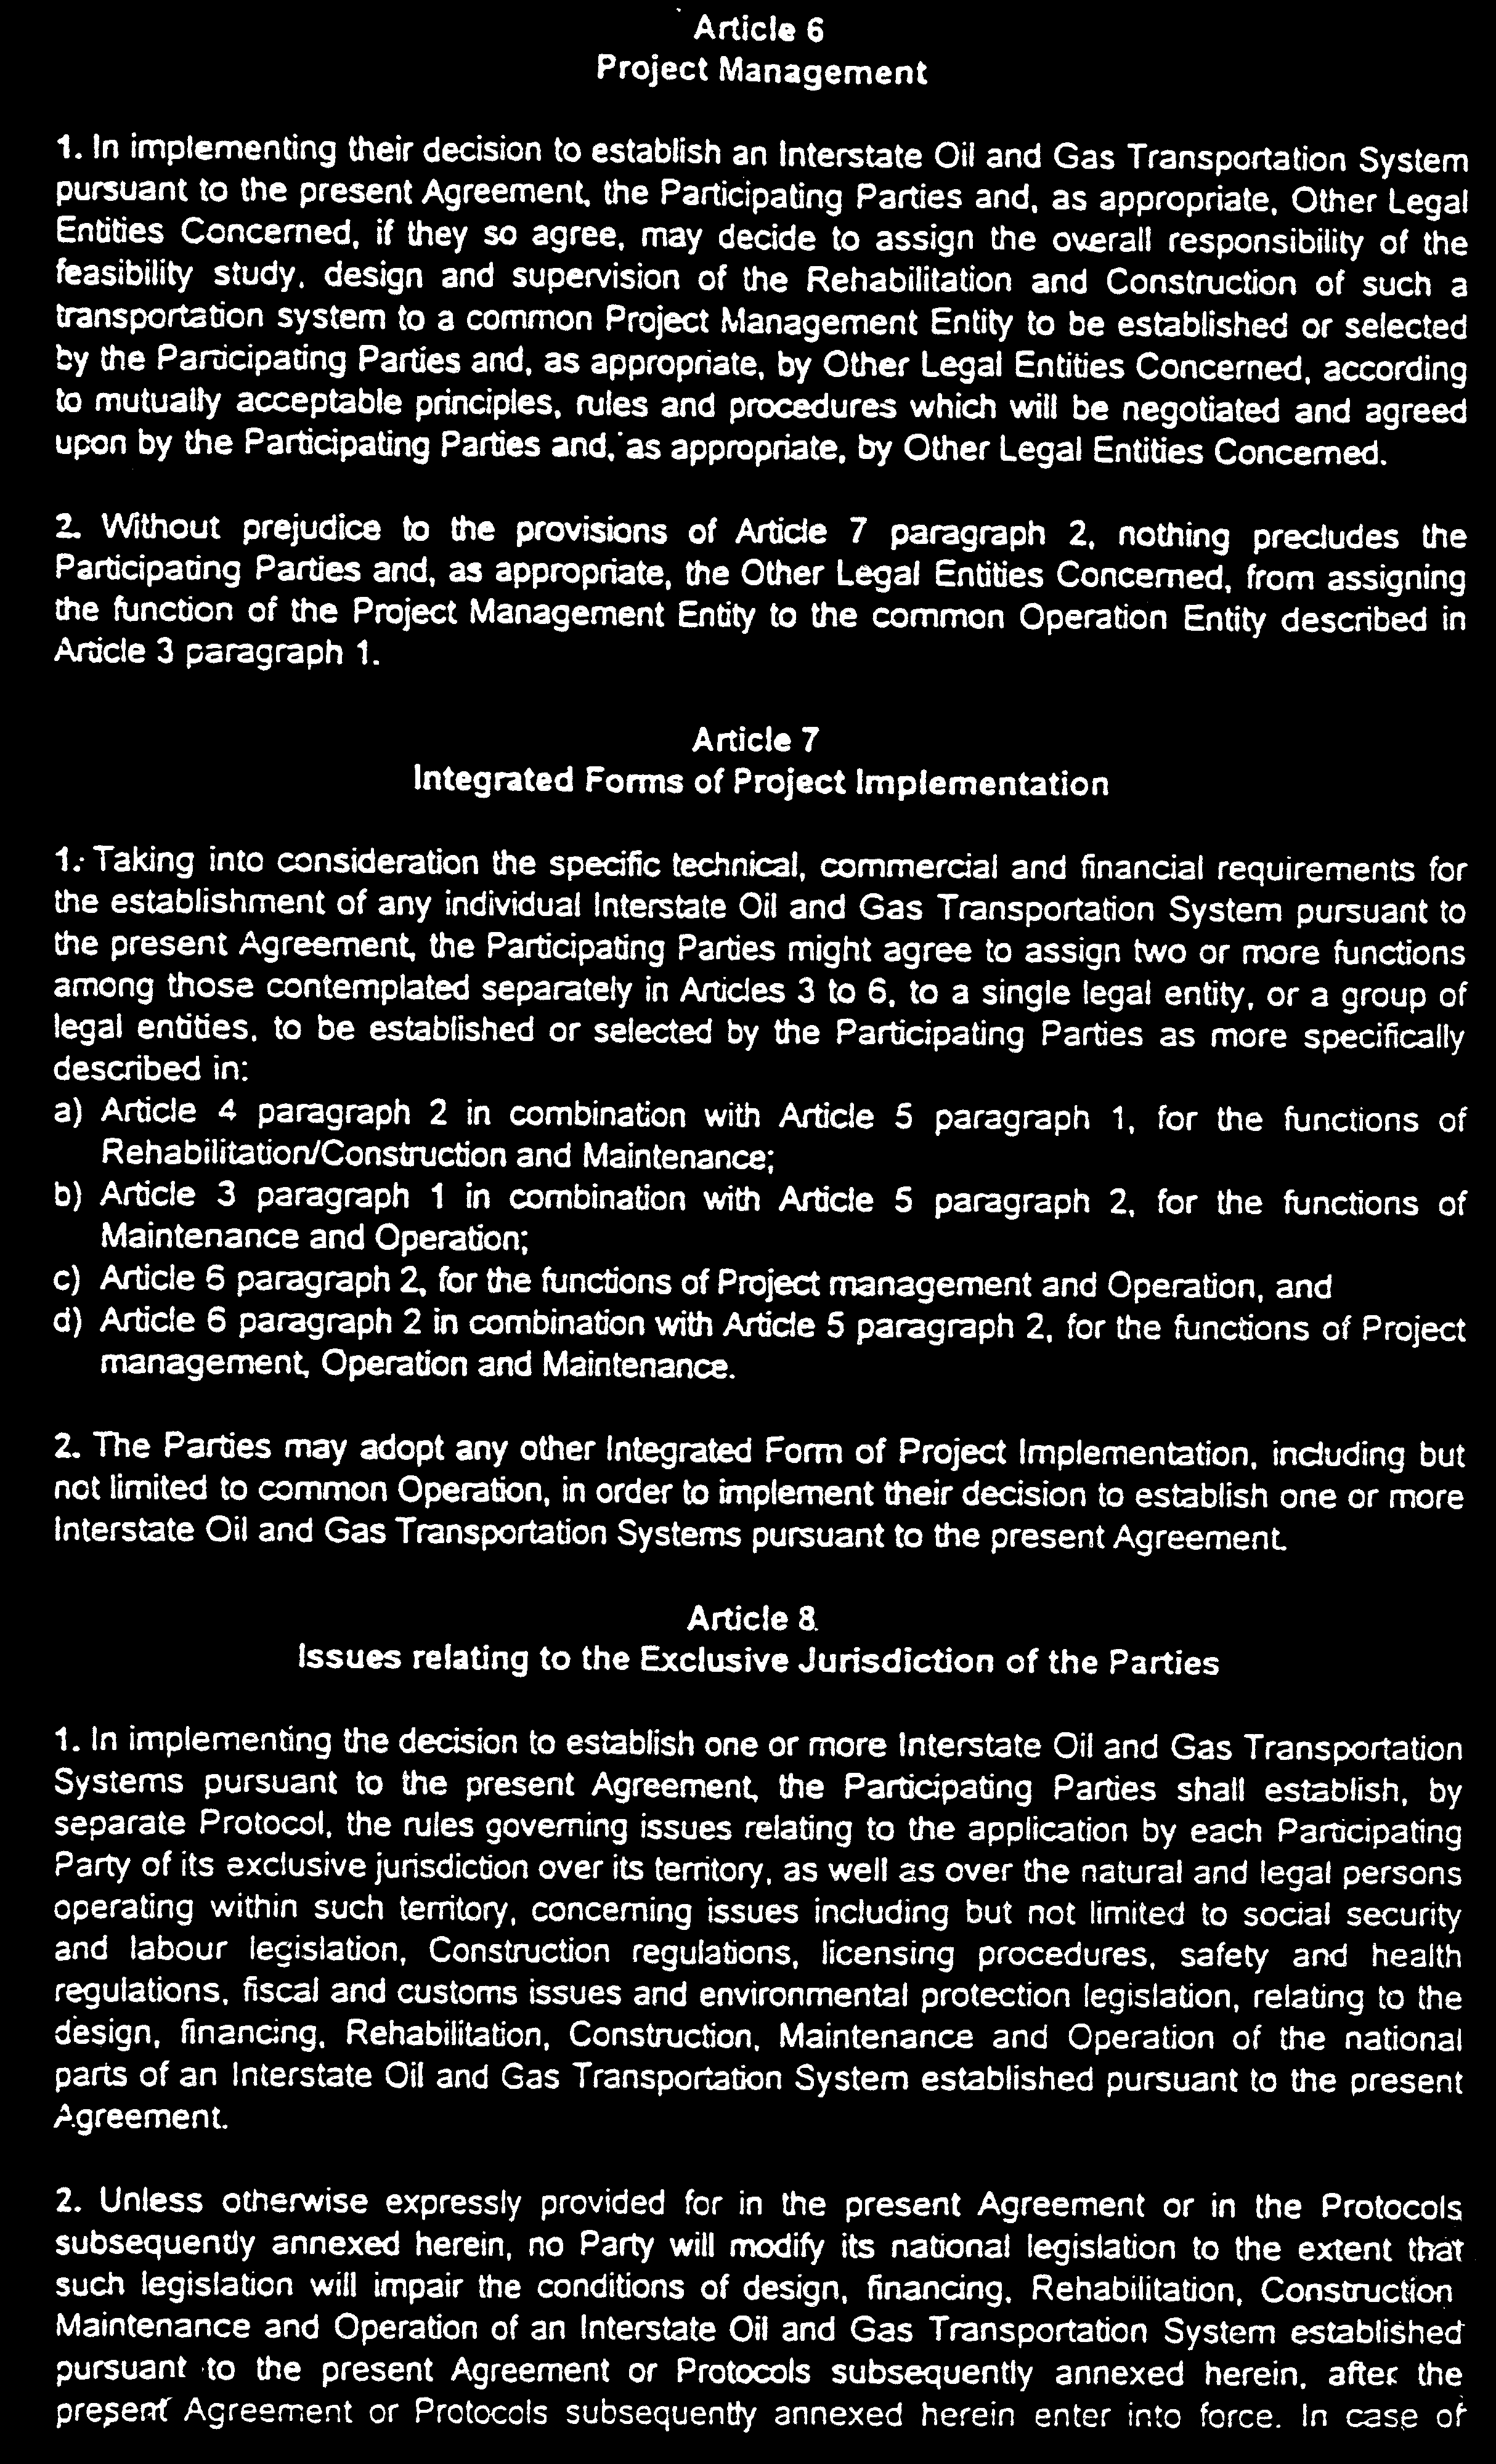 Article 6
Project Management
1. In implementing their decision to establish an Interstate Oil and Gas Transportation System
pursuant to the present Agreement, the Participating Parties and, as appropriate, Other Legal
Entities Concerned, if they so agree, may decide to assign the overall responsibility of the
feasibility study, design and supervision of the Rehabilitation and Construction of such a
transportation system to a common Project Management Entity to be established or selected
by the Participating Parties and, as appropriate, by Other Legal Entities Concerned, according
to mutually acceptable principles, rules and procedures which will be negotiated and agreed
upon by the Participating Parties and, as appropriate, by Other Legal Entities Concerned.
2. Without prejudice to the provisions of Article 7 paragraph 2, nothing precludes the
Participating Parties and, as appropriate, the Other Legal Entities Concerned, from assigning
the function of the Project Management Entity to the common Operation Entity described in
Article 3 paragraph 1.
Article 7
Integrated Forms of Project Implementation
1. Taking into consideration the specific technical, commercial and financial requirements for
the establishment of any individual Interstate Oil and Gas Transportation System pursuant to
the present Agreement, the Participating Parties might agree to assign two or more functions
among those contemplated separately in Articles 3 to 6, to a single legal entity, or a group of
legal entities, to be established or selected by the Participating Parties as more specifically
described in:
a) Article 4 paragraph 2 in combination with Article 5 paragraph 1, for the functions of
Rehabilitation/Construction and Maintenance;
b) Article 3 paragraph 1 in combination with Article 5 paragraph 2, for the functions of
Maintenance and Operation;
c) Article 6 paragraph 2, for the functions of Project management and Operation, and
d) Article 6 paragraph 2 in combination with Article 5 paragraph 2, for the functions of Project
management, Operation and Maintenance.
2. The Parties may adopt any other Integrated Form of Project Implementation, including but
not limited to common Operation, in order to implement their decision to establish one or more
Interstate Oil and Gas Transportation Systems pursuant to the present Agreement.
Article 8
Issues relating to the Exclusive Jurisdiction of the Parties
1. In implementing the decision to establish one or more Interstate Oil and Gas Transportation
Systems pursuant to the present Agreement, the Participating Parties shall establish, by
separate Protocol, the rules governing issues relating to the application by each Participating
Party of its exclusive jurisdiction over its territory, as well as over the natural and legal persons
operating within such territory, concerning issues including but not limited to social security
and labour legislation, Construction regulations, licensing procedures, safety and health
regulations, fiscal and customs issues and environmental protection legislation, relating to the
design, financing, Rehabilitation, Construction, Maintenance and Operation of the national
parts of an Interstate Oil and Gas Transportation System established pursuant to the present
Agreement.
2. Unless otherwise expressly provided for in the present Agreement or in the Protocols
subsequently annexed herein, no Party will modify its national legislation to the extent that
such legislation will impair the conditions of design, financing, Rehabilitation, Construction
Maintenance and Operation of an Interstate Oil and Gas Transportation System established
pursuant to the present Agreement or Protocols subsequently annexed herein, after the
present Agreement or Protocols subsequently annexed herein enter into force. In case of